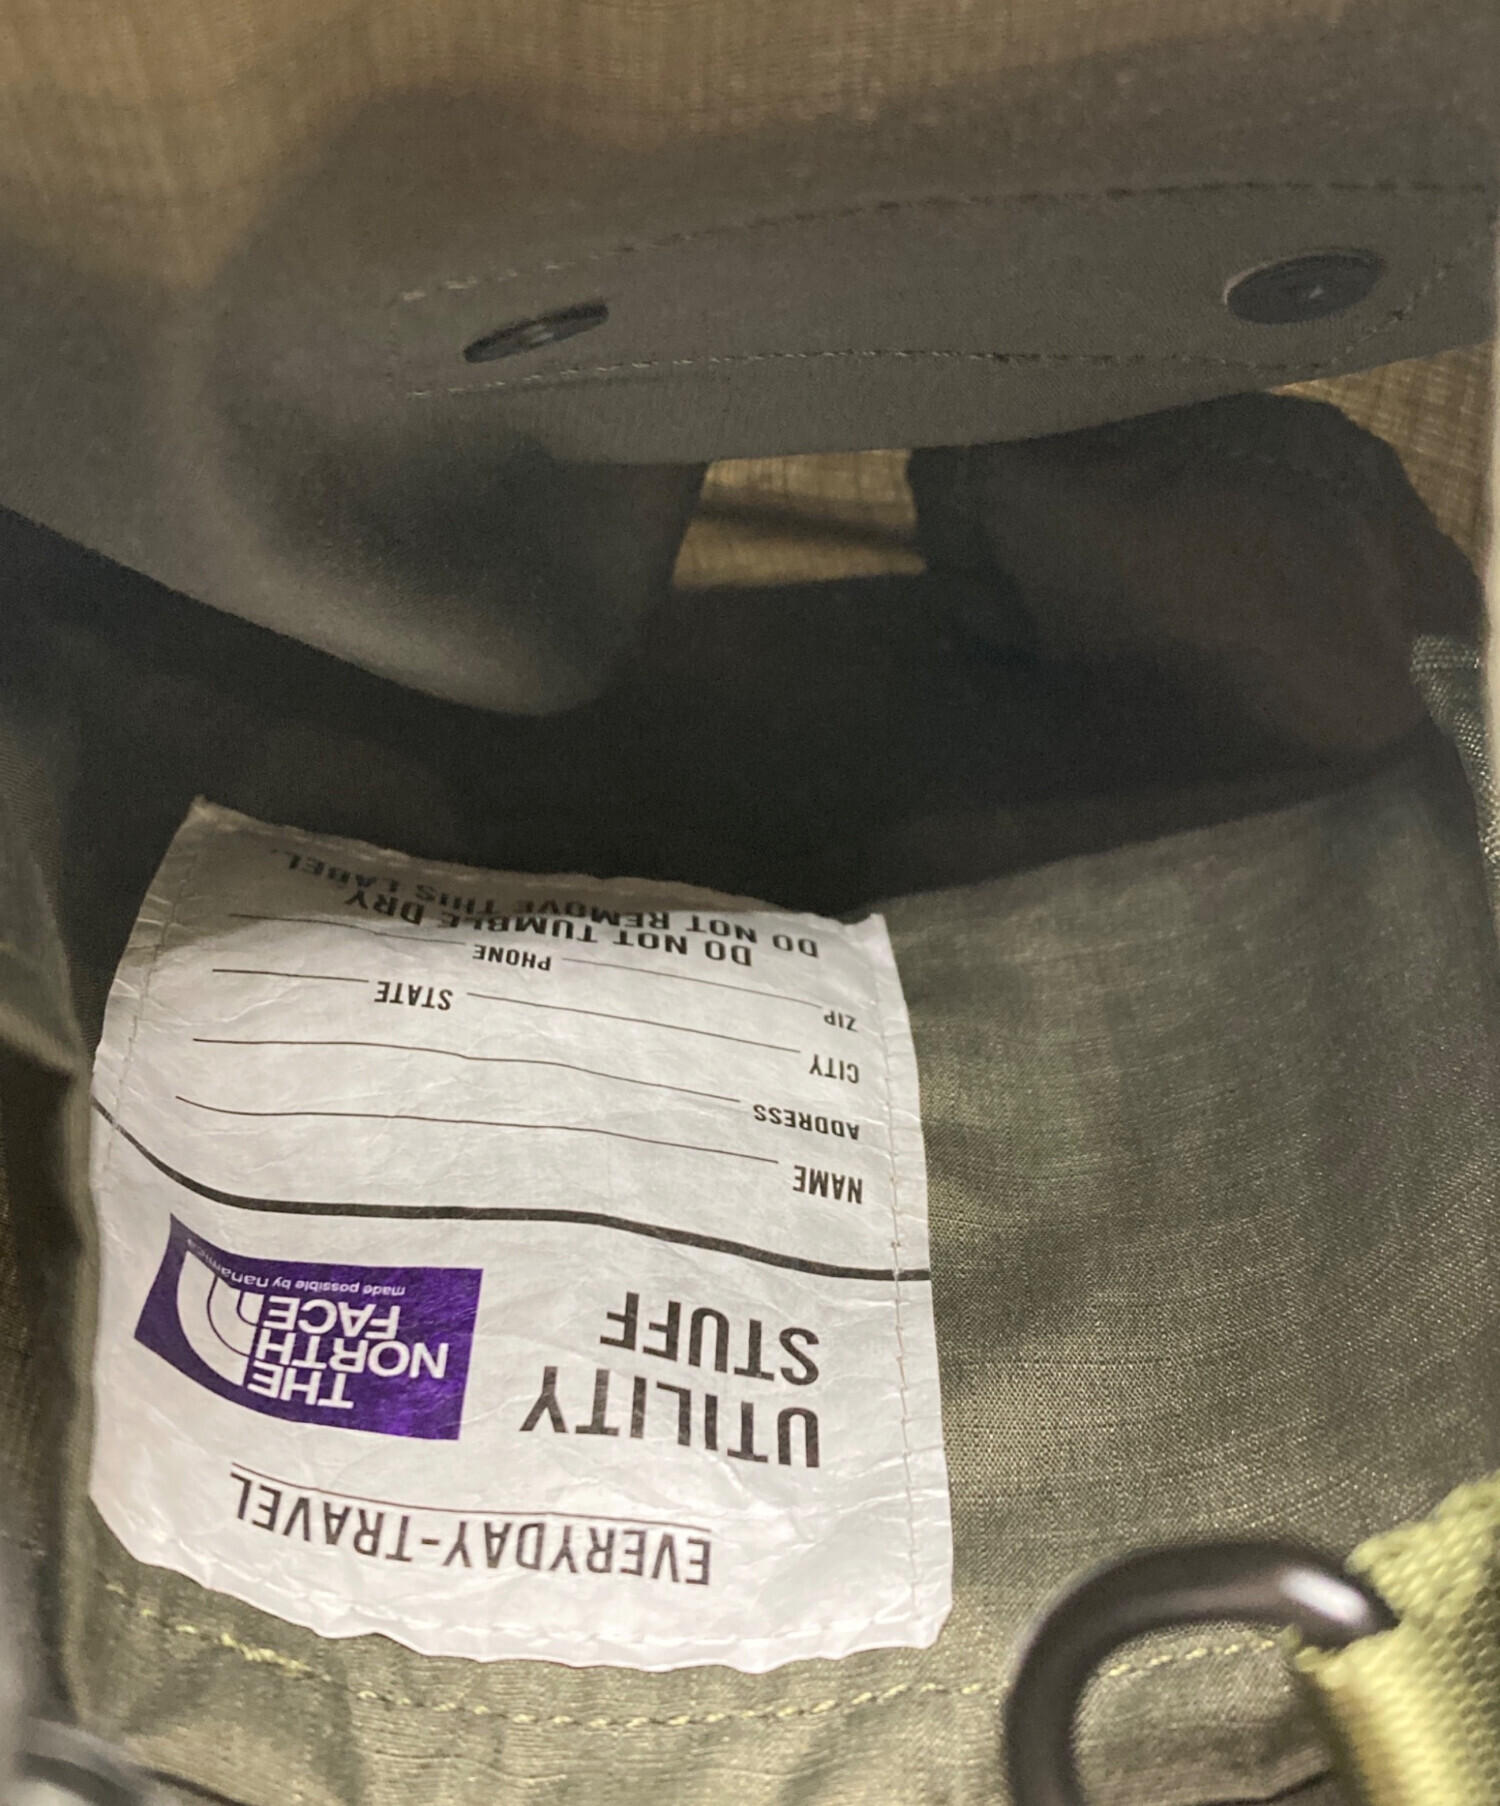 EVERYDAY-TRAVEL
UTILITY
STUFF
THE
NORTH
FACE
made possible by nanamica
NAME
ADDRESS
CITY
STATE
ZIP
PHONE
DO NOT TUMBLE DRY
DO NOT REMOVE THIS LABEL.